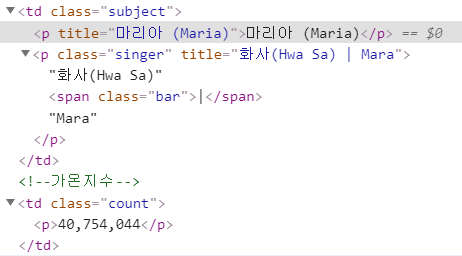 <td class="subject">
<p title="마리아 (Maria)">마리아 (Maria)</p> == $0
<p class="singer" title="화사(Hwa Sa) | Mara">
"화사(Hwa Sa)"
<span class="bar">|</span>
"Mara"
</p>
</td>
<!--가온지수-->
<td class="count">
<p>40,754,044</p>
</td>